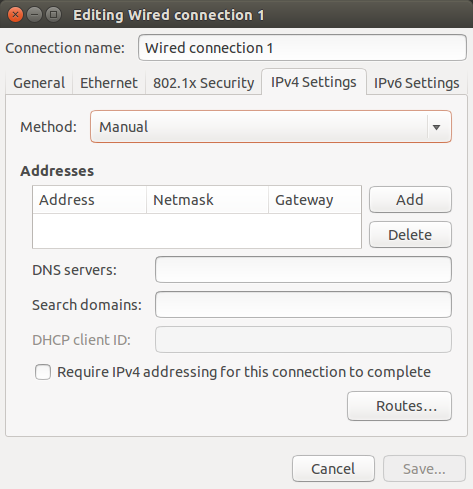 Editing Wired connection 1
Connection name: Wired connection 1
General Ethernet 802.1x Security IPv4 Settings IPv6 Settings
Method: Manual
Addresses
Address Netmask Gateway
Add
Delete
DNS servers:
Search domains:
DHCP client ID:
Require IPv4 addressing for this connection to complete
Routes…
Cancel Save...